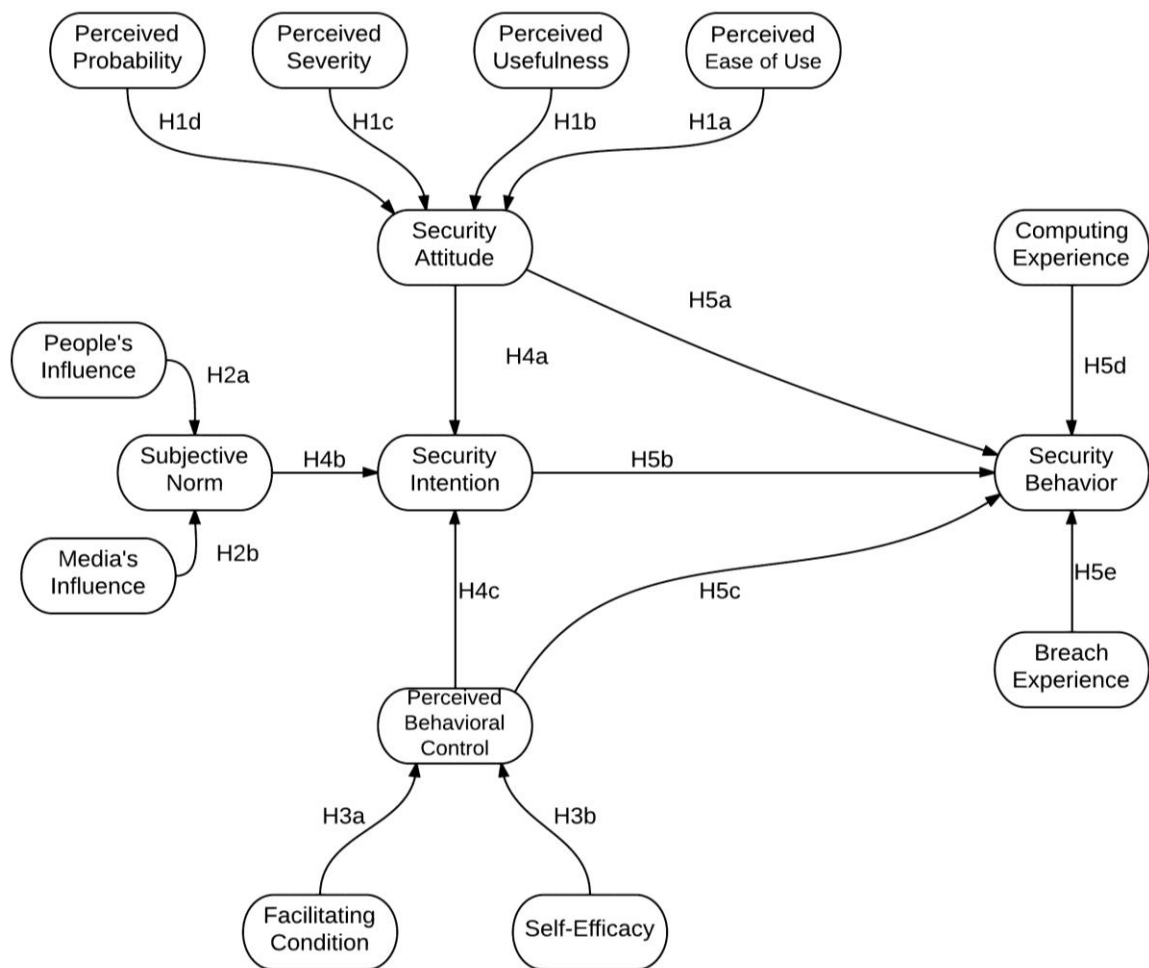 Perceived
Probability
Perceived
Severity
Perceived
Usefulness
Perceived
Ease of Use
H1d
H1c
H1b
H1a
Security
Attitude
Computing
Experience
H5a
People's
Influence
H4a
H5d
H2a
Subjective
Norm
H4b
Security
Intention
H5b
Security
Behavior
Media's
Influence
H2b
H4c
H5c
H5e
Breach
Experience
Perceived
Behavioral
Control
H3a
H3b
Facilitating
Condition
Self-Efficacy